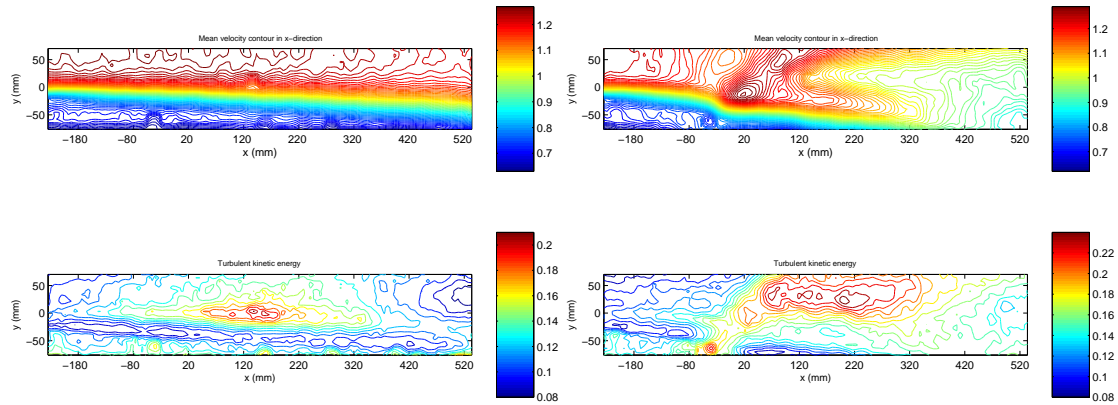 Mean velocity contour in x−direction
50
0
−50
y (mm)
−180 −80 20 120 220 320 420 520
x (mm)
1.2
1.1
1
0.9
0.8
0.7
Mean velocity contour in x−direction
50
0
−50
y (mm)
−180 −80 20 120 220 320 420 520
x (mm)
1.2
1.1
1
0.9
0.8
0.7
Turbulent kinetic energy
50
0
−50
y (mm)
−180 −80 20 120 220 320 420 520
x (mm)
0.2
0.18
0.16
0.14
0.12
0.1
0.08
Turbulent kinetic energy
50
0
−50
y (mm)
−180 −80 20 120 220 320 420 520
x (mm)
0.22
0.2
0.18
0.16
0.14
0.12
0.1
0.08